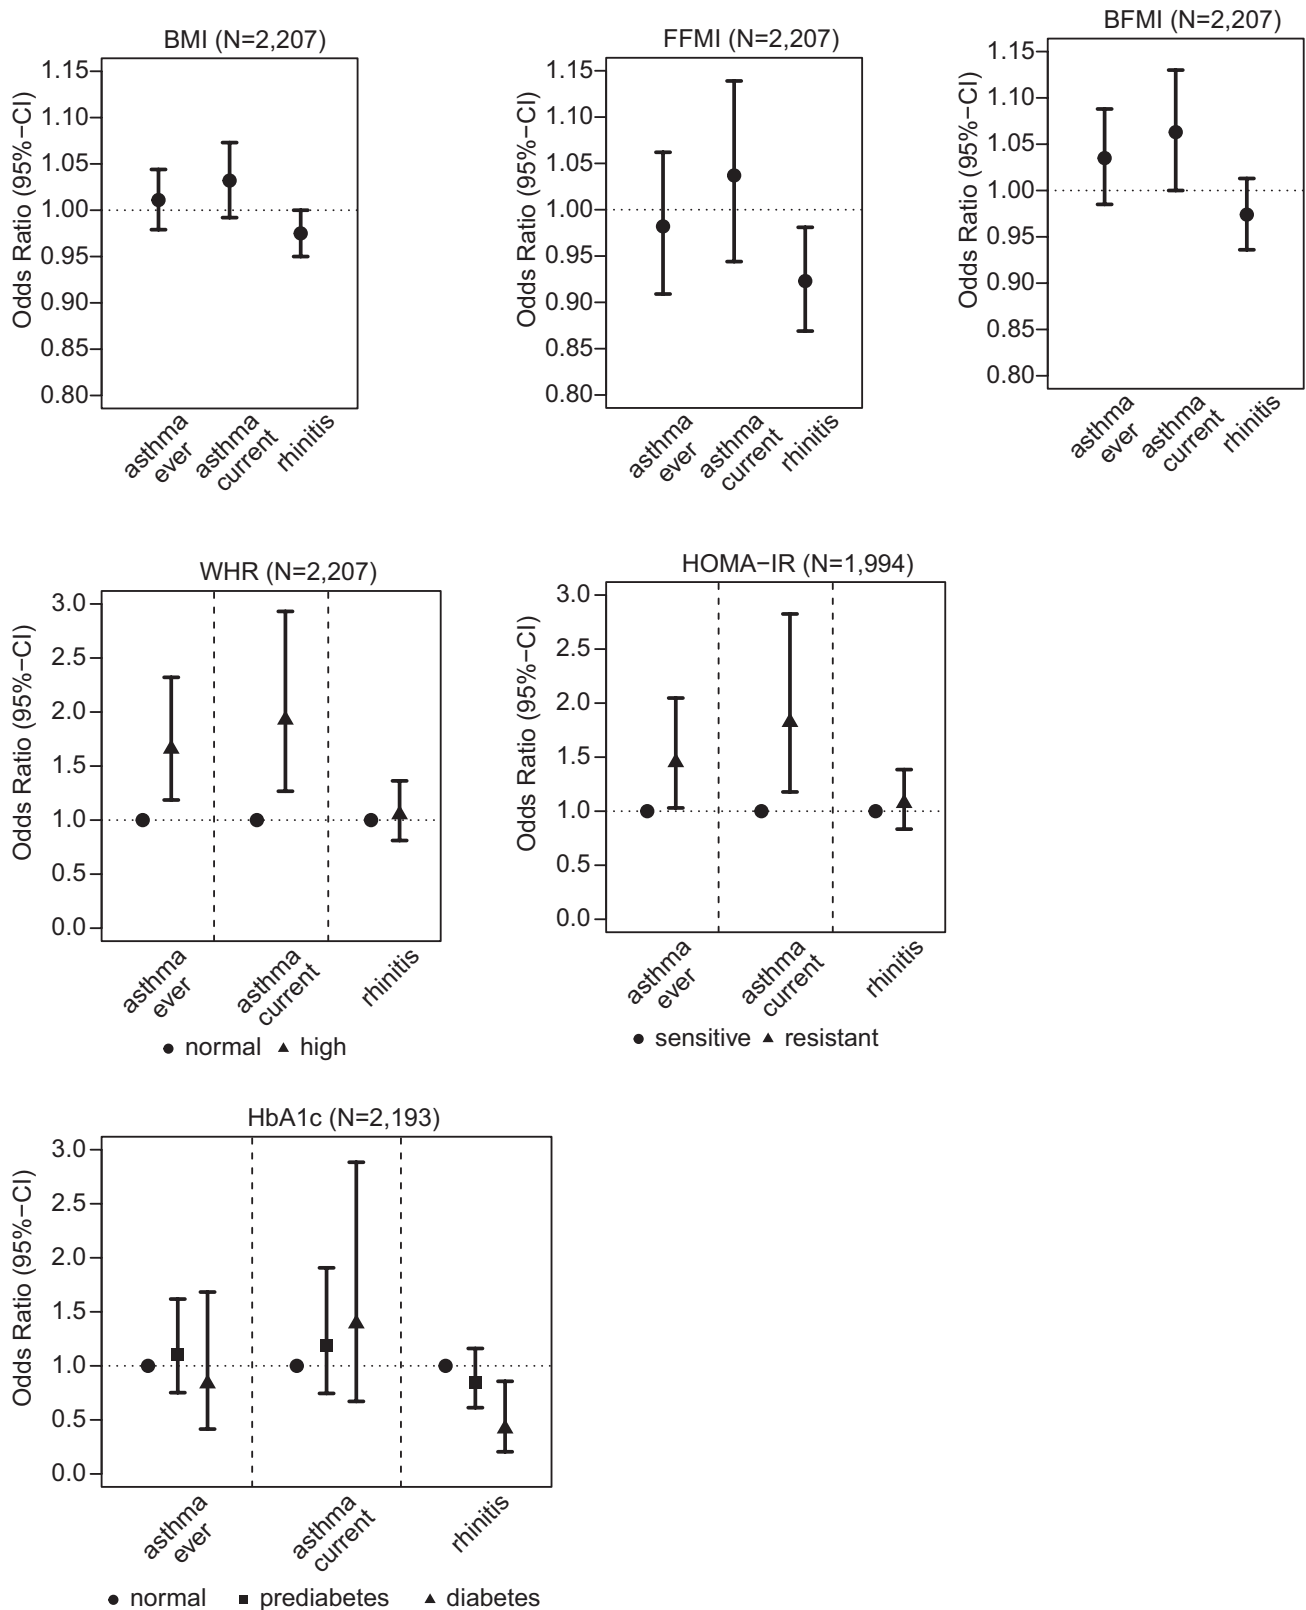 BMI (N=2,207)
Odds Ratio (95%−CI)
1.15
1.10
1.05
1.00
0.95
0.90
0.85
0.80
asthma ever
asthma current
rhinitis
FFMI (N=2,207)
Odds Ratio (95%−CI)
1.15
1.10
1.05
1.00
0.95
0.90
0.85
0.80
asthma ever
asthma current
rhinitis
BFMI (N=2,207)
Odds Ratio (95%−CI)
1.15
1.10
1.05
1.00
0.95
0.90
0.85
0.80
asthma ever
asthma current
rhinitis
WHR (N=2,207)
Odds Ratio (95%−CI)
3.0
2.5
2.0
1.5
1.0
0.5
0.0
asthma ever
asthma current
rhinitis
● normal ▲ high
HOMA−IR (N=1,994)
Odds Ratio (95%−CI)
3.0
2.5
2.0
1.5
1.0
0.5
0.0
asthma ever
asthma current
rhinitis
● sensitive ▲ resistant
HbA1c (N=2,193)
Odds Ratio (95%−CI)
3.0
2.5
2.0
1.5
1.0
0.5
0.0
asthma ever
asthma current
rhinitis
● normal ■ prediabetes ▲ diabetes